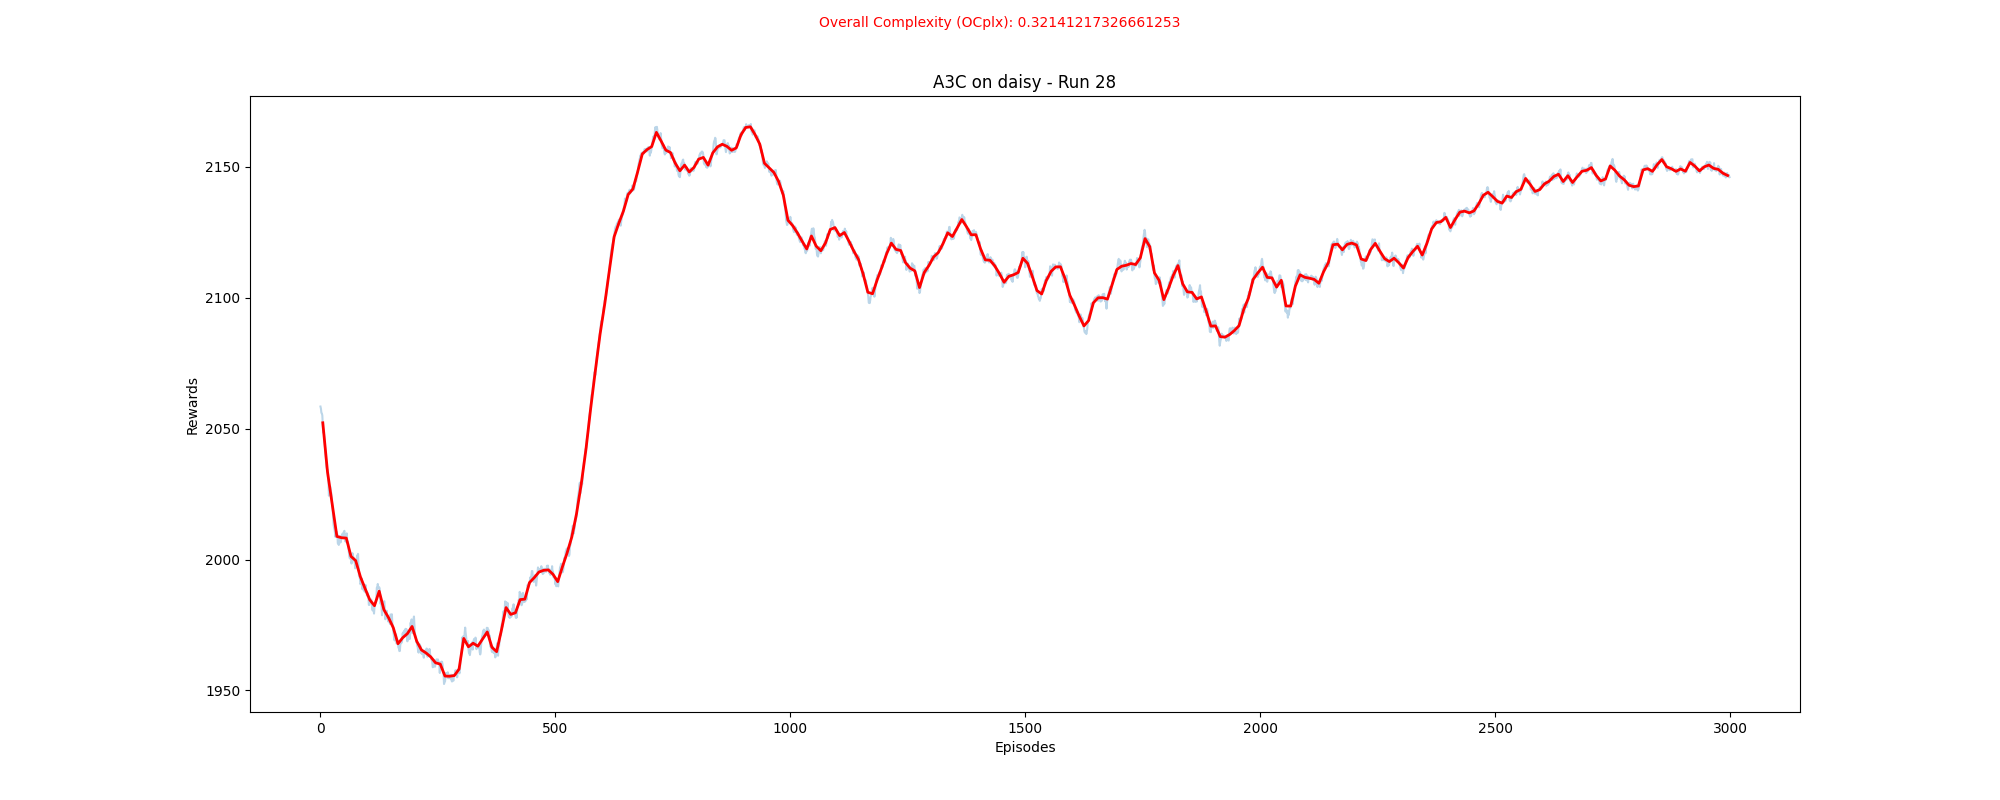 Overall Complexity (OCplx): 0.32141217326661253
A3C on daisy - Run 28
Rewards
2150
2100
2050
2000
1950
0 500 1000 1500 2000 2500 3000
Episodes